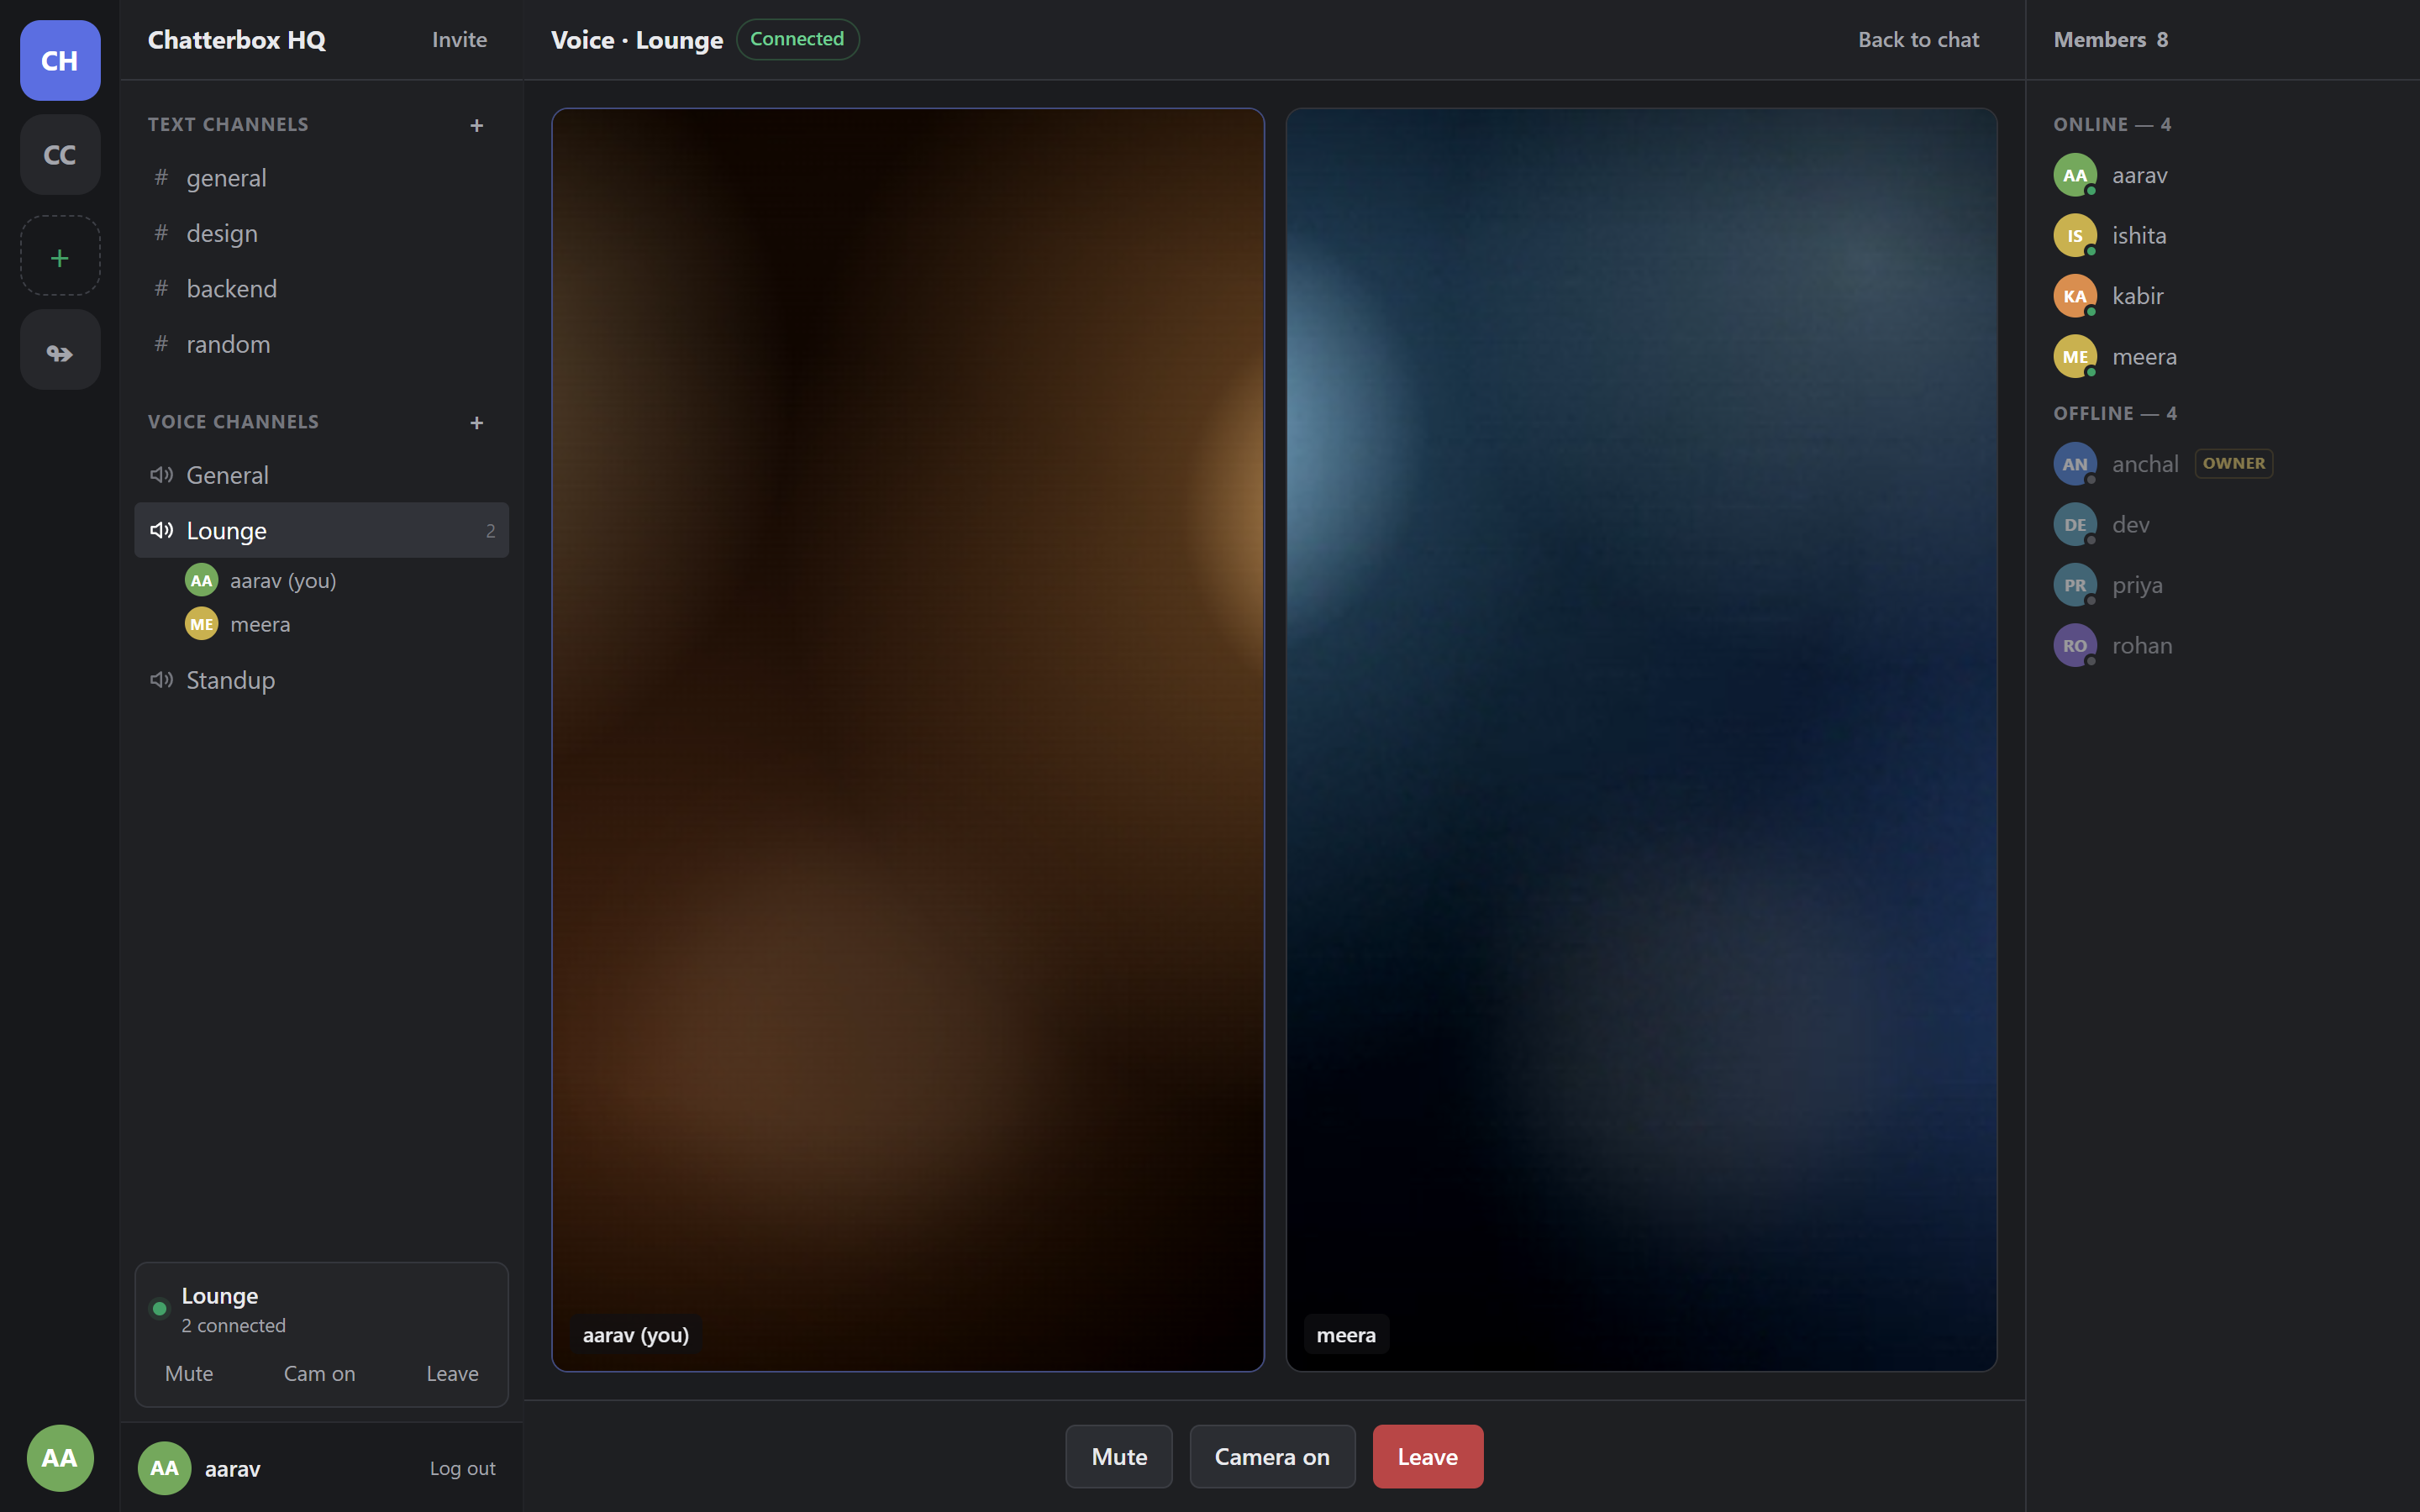 CH
CC
+
Chatterbox HQ
Invite
TEXT CHANNELS
+
# general
# design
# backend
# random
VOICE CHANNELS
+
General
Lounge
2
AA
aarav (you)
ME
meera
Standup
Lounge
2 connected
Mute
Cam on
Leave
AA
AA
aarav
Log out
Voice · Lounge
Connected
Back to chat
aarav (you)
meera
Mute
Camera on
Leave
Members 8
ONLINE — 4
AA
aarav
IS
ishita
KA
kabir
ME
meera
OFFLINE — 4
AN
anchal
OWNER
DE
dev
PR
priya
RO
rohan